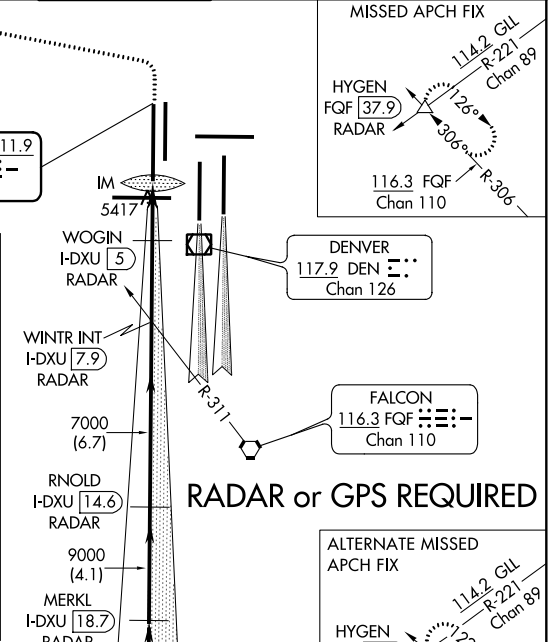 MISSED APCH FIX
114.2 GLL
R-221
Chan 89
HYGEN
FQF 37.9
RADAR
126°
306°
116.3 FQF
Chan 110
R-306
11.9
IM
5417
WOGIN
I-DXU 5
RADAR
DENVER
117.9 DEN
Chan 126
WINTR INT
I-DXU 7.9
RADAR
R-311
FALCON
116.3 FQF
Chan 110
7000
(6.7)
RNOLD
I-DXU 14.6
RADAR
RADAR or GPS REQUIRED
9000
(4.1)
MERKL
I-DXU 18.7
RADAR
ALTERNATE MISSED
APCH FIX
114.2 GLL
R-221
Chan 89
HYGEN